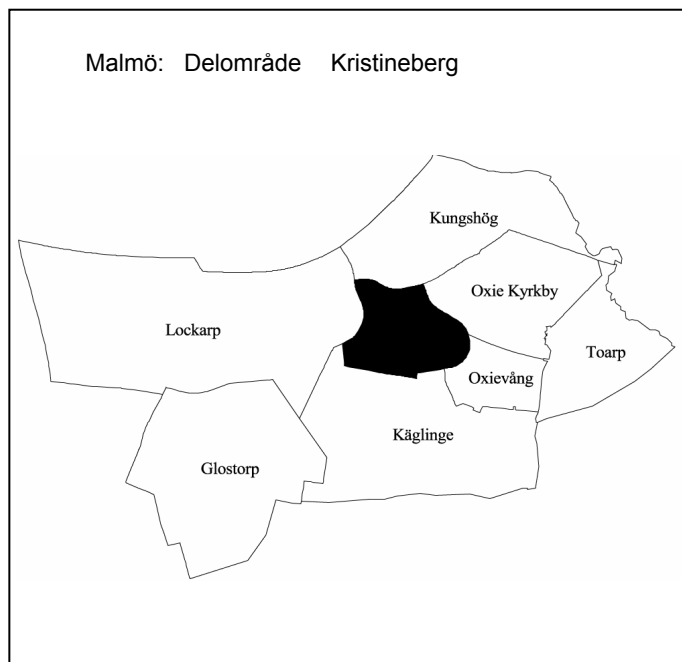 Malmö: Delområde Kristineberg
Kungshög
Oxie Kyrkby
Lockarp
Toarp
Oxievång
Käglinge
Glostorp